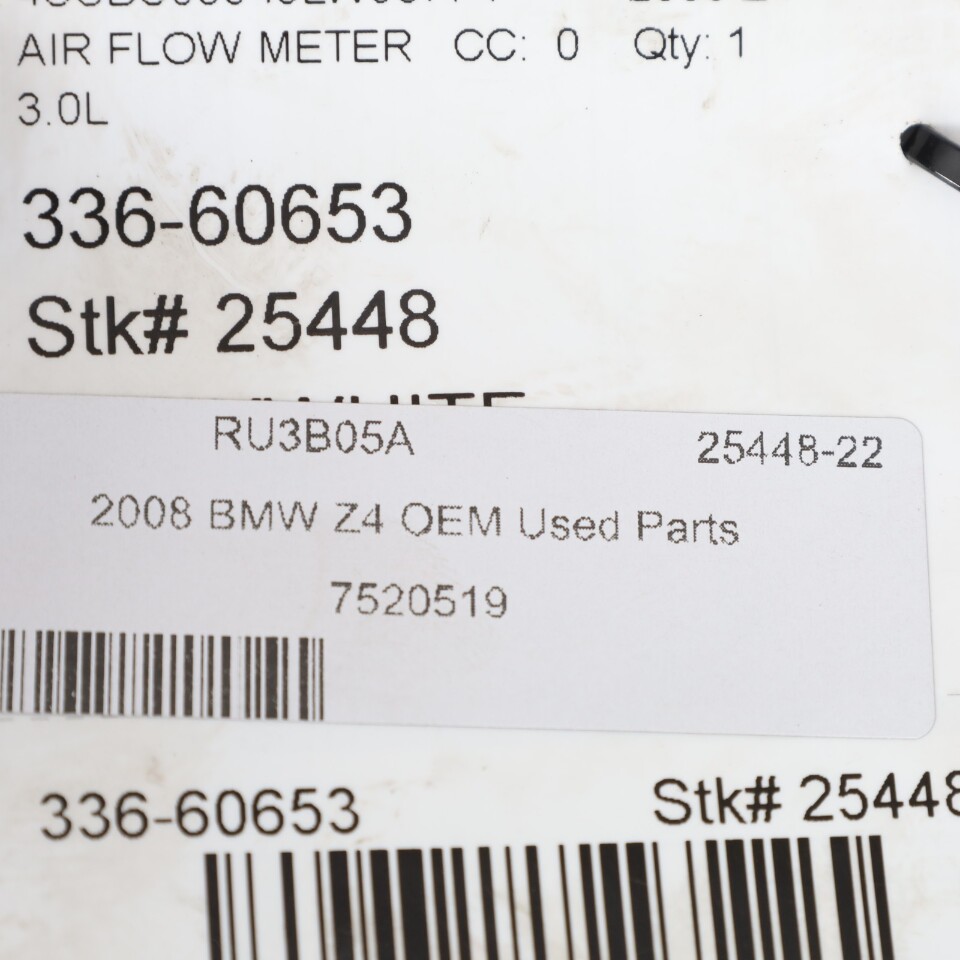 AIR FLOW METER CC: 0 Qty: 1
3.0L
336-60653
Stk# 25448
WHITE
RU3B05A 25448-22
2008 BMW Z4 OEM Used Parts
7520519
336-60653 Stk# 25448